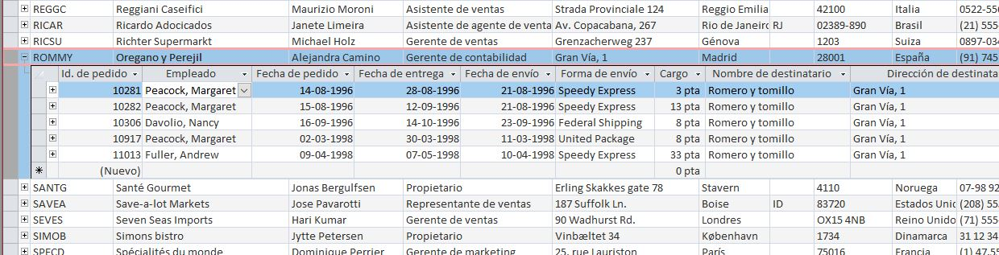 REGGC Reggiani Caseifici Maurizio Moroni Asistente de ventas Strada Provinciale 124 Reggio Emilia 42100 Italia 0522-55
RICAR Ricardo Adocicados Janete Limeira Asistente de agente de venta Av. Copacabana, 267 Rio de Janeirc RJ 02389-890 Brasil (21) 555-
RICSU Richter Supermarkt Michael Holz Gerente de ventas Grenzacherweg 237 Génova 1203 Suiza 0897-034
ROMMY Oregano y Perejil Alejandra Camino Gerente de contabilidad Gran Vía, 1 Madrid 28001 España (91) 745
Id. de pedido Empleado Fecha de pedido Fecha de entrega Fecha de envío Forma de envío Cargo Nombre de destinatario Dirección de destinata
10281 Peacock, Margaret 14-08-1996 28-08-1996 21-08-1996 Speedy Express 3 pta Romero y tomillo Gran Vía, 1
10282 Peacock, Margaret 15-08-1996 12-09-1996 21-08-1996 Speedy Express 13 pta Romero y tomillo Gran Vía, 1
10306 Davolio, Nancy 16-09-1996 14-10-1996 23-09-1996 Federal Shipping 8 pta Romero y tomillo Gran Vía, 1
10917 Peacock, Margaret 02-03-1998 30-03-1998 11-03-1998 United Package 8 pta Romero y tomillo Gran Vía, 1
11013 Fuller, Andrew 09-04-1998 07-05-1998 10-04-1998 Speedy Express 33 pta Romero y tomillo Gran Vía, 1
(Nuevo) 0 pta
SANTG Santé Gourmet Jonas Bergulfsen Propietario Erling Skakkes gate 78 Stavern 4110 Noruega 07-98 92
SAVEA Save-a-lot Markets Jose Pavarotti Representante de ventas 187 Suffolk Ln. Boise ID 83720 Estados Unic (208) 55
SEVES Seven Seas Imports Hari Kumar Gerente de ventas 90 Wadhurst Rd. Londres OX15 4NB Reino Unido (71) 555-
SIMOB Simons bistro Jytte Petersen Propietario Vinbæltet 34 København 1734 Dinamarca 31 12 34
SPECD Spécialités du monde Dominique Perrier Gerente de marketing 25, rue Lauriston París 75016 Francia (1) 47.55